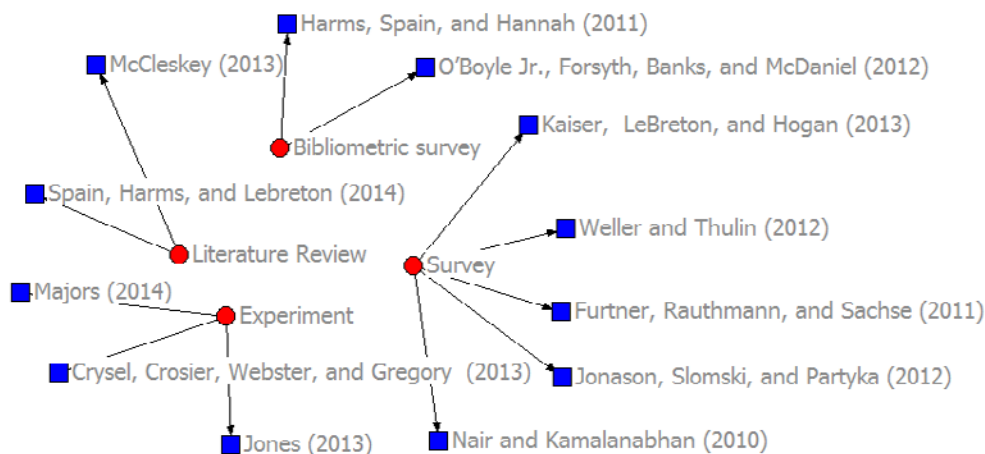 Harms, Spain, and Hannah (2011)
McCleskey (2013)
O'Boyle Jr., Forsyth, Banks, and McDaniel (2012)
Kaiser, LeBreton, and Hogan (2013)
Bibliometric survey
Spain, Harms, and Lebreton (2014)
Weller and Thulin (2012)
Literature Review
Survey
Majors (2014)
Experiment
Furtner, Rauthmann, and Sachse (2011)
Crysel, Crosier, Webster, and Gregory (2013)
Jonason, Slomski, and Partyka (2012)
Jones (2013)
Nair and Kamalanabhan (2010)